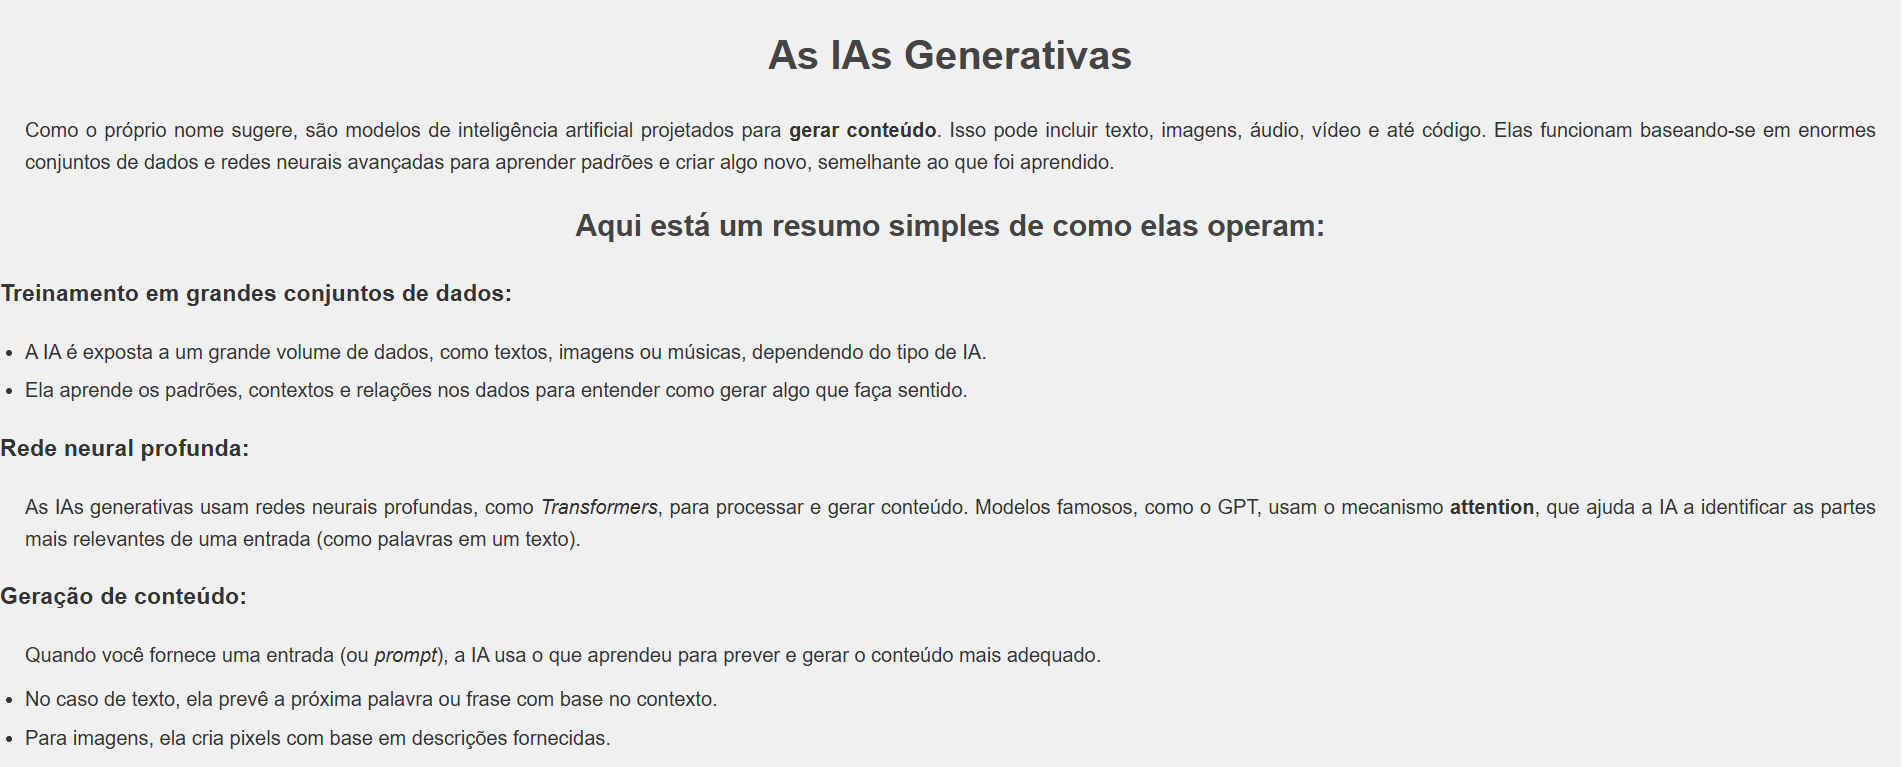 As IAs Generativas
Como o próprio nome sugere, são modelos de inteligência artificial projetados para gerar conteúdo. Isso pode incluir texto, imagens, áudio, vídeo e até código. Elas funcionam baseando-se em enormes
conjuntos de dados e redes neurais avançadas para aprender padrões e criar algo novo, semelhante ao que foi aprendido.
Aqui está um resumo simples de como elas operam:
Treinamento em grandes conjuntos de dados:
• A IA é exposta a um grande volume de dados, como textos, imagens ou músicas, dependendo do tipo de IA.
• Ela aprende os padrões, contextos e relações nos dados para entender como gerar algo que faça sentido.
Rede neural profunda:
As IAs generativas usam redes neurais profundas, como Transformers, para processar e gerar conteúdo. Modelos famosos, como o GPT, usam o mecanismo attention, que ajuda a IA a identificar as partes
mais relevantes de uma entrada (como palavras em um texto).
Geração de conteúdo:
Quando você fornece uma entrada (ou prompt), a IA usa o que aprendeu para prever e gerar o conteúdo mais adequado.
• No caso de texto, ela prevê a próxima palavra ou frase com base no contexto.
• Para imagens, ela cria pixels com base em descrições fornecidas.